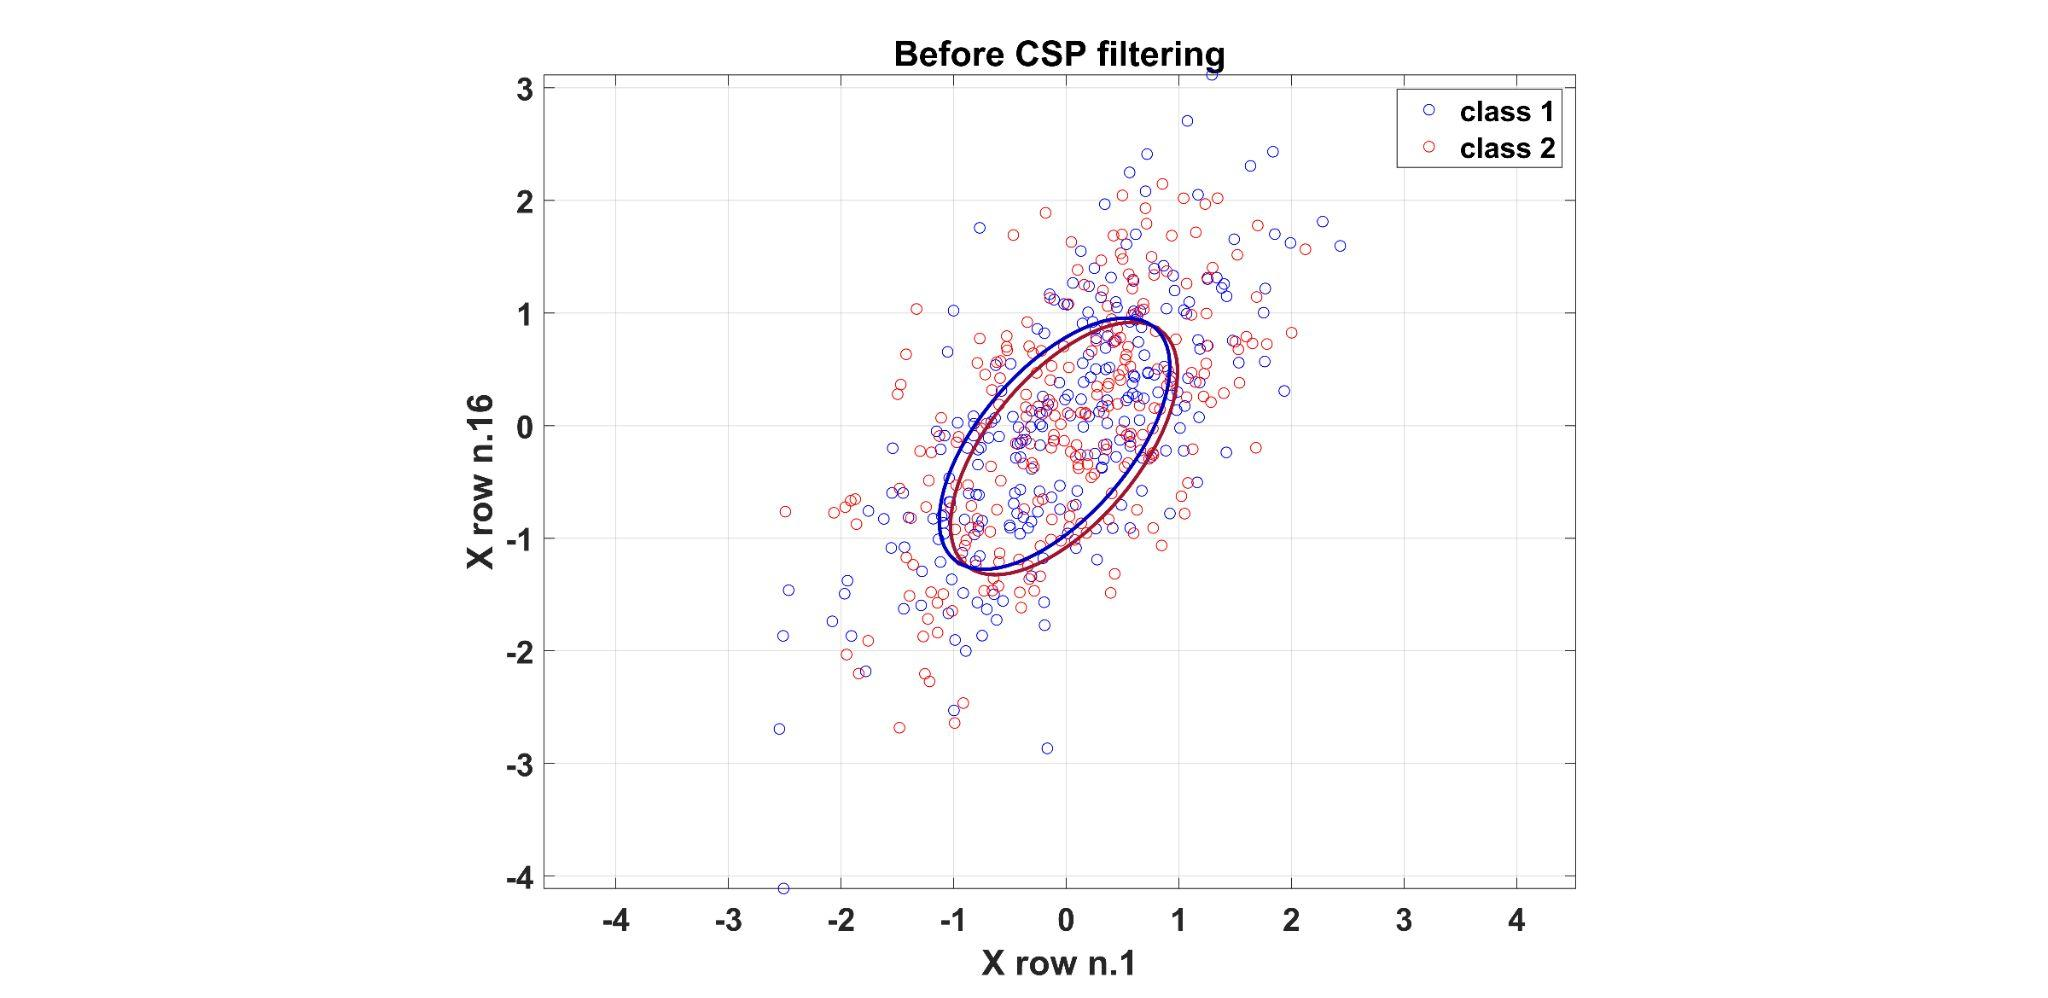 Before CSP filtering
class 1
class 2
3
2
1
0
-1
-2
-3
-4
X row n.16
-4 -3 -2 -1 0 1 2 3 4
X row n.1